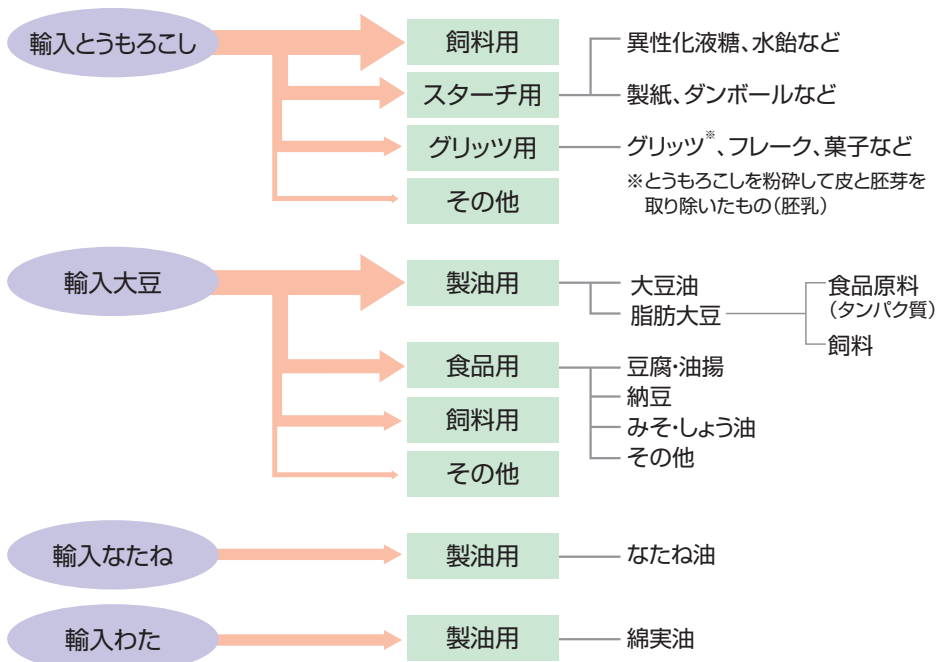 輸入とうもろこし
飼料用
スターチ用
異性化液糖、水飴など
製紙、ダンボールなど
グリッツ用
グリッツ※、フレーク、菓子など
※とうもろこしを粉砕して皮と胚芽を
取り除いたもの(胚乳)
その他
輸入大豆
製油用
大豆油
脂肪大豆
食品原料
(タンパク質)
飼料
食品用
豆腐・油揚
納豆
みそ・しょう油
その他
飼料用
その他
輸入なたね
製油用
なたね油
輸入わた
製油用
綿実油